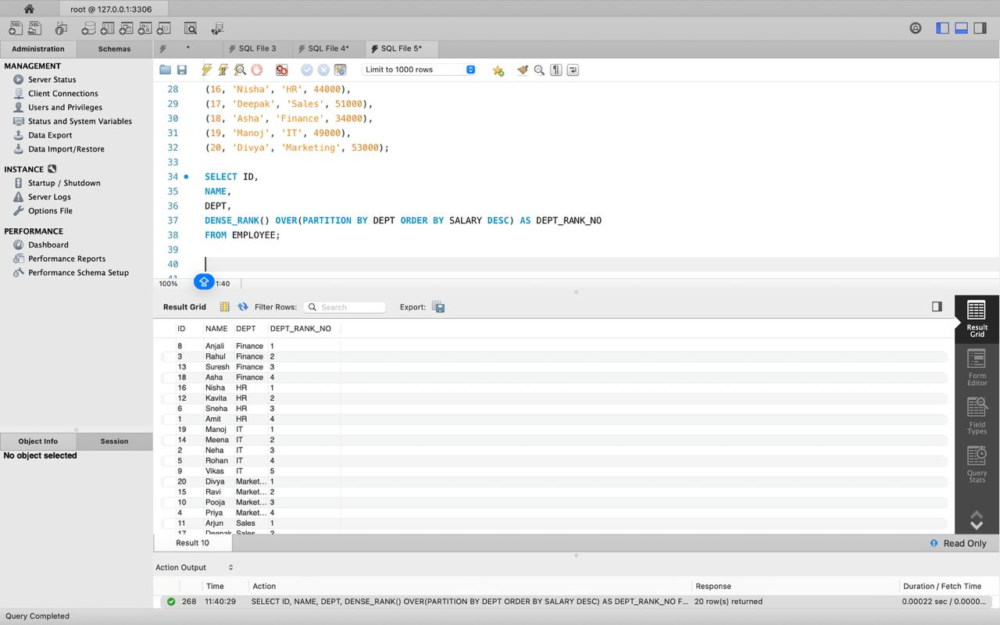 root @ 127.0.0.1:3306
Administration Schemas
* SQL File 3 SQL File 4* SQL File 5*
MANAGEMENT
Server Status
Client Connections
Users and Privileges
Status and System Variables
Data Export
Data Import/Restore
INSTANCE
Startup / Shutdown
Server Logs
Options File
PERFORMANCE
Dashboard
Performance Reports
Performance Schema Setup
Object Info Session
No object selected
Limit to 1000 rows
28 (16, 'Nisha', 'HR', 44000),
29 (17, 'Deepak', 'Sales', 51000),
30 (18, 'Asha', 'Finance', 34000),
31 (19, 'Manoj', 'IT', 49000),
32 (20, 'Divya', 'Marketing', 53000);
33
34 SELECT ID,
35 NAME,
36 DEPT,
37 DENSE_RANK() OVER(PARTITION BY DEPT ORDER BY SALARY DESC) AS DEPT_RANK_NO
38 FROM EMPLOYEE;
39
40
41
100% 1:40
Result Grid Filter Rows: Search Export:
ID NAME DEPT DEPT_RANK_NO
8 Anjali Finance 1
3 Rahul Finance 2
13 Suresh Finance 3
18 Asha Finance 4
16 Nisha HR 1
12 Kavita HR 2
6 Sneha HR 3
1 Amit HR 4
19 Manoj IT 1
14 Meena IT 2
2 Neha IT 3
5 Rohan IT 4
9 Vikas IT 5
20 Divya Market... 1
15 Ravi Market... 2
10 Pooja Market... 3
4 Priya Market... 4
11 Arjun Sales 1
17 Deepak Sales 2
Result
Grid
Form
Editor
Field
Types
Query
Stats
Result 10 Read Only
Action Output
Time Action Response Duration / Fetch Time
268 11:40:29 SELECT ID, NAME, DEPT, DENSE_RANK() OVER(PARTITION BY DEPT ORDER BY SALARY DESC) AS DEPT_RANK_NO F... 20 row(s) returned 0.00022 sec / 0.0000...
Query Completed